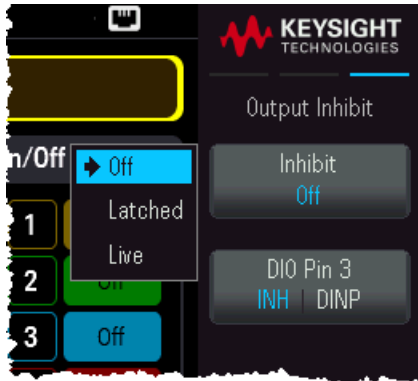 KEYSIGHT
TECHNOLOGIES
Output Inhibit
n/Off
Off
Latched
Live
1
2
Off
3
Off
Inhibit
Off
DIO Pin 3
INH | DINP